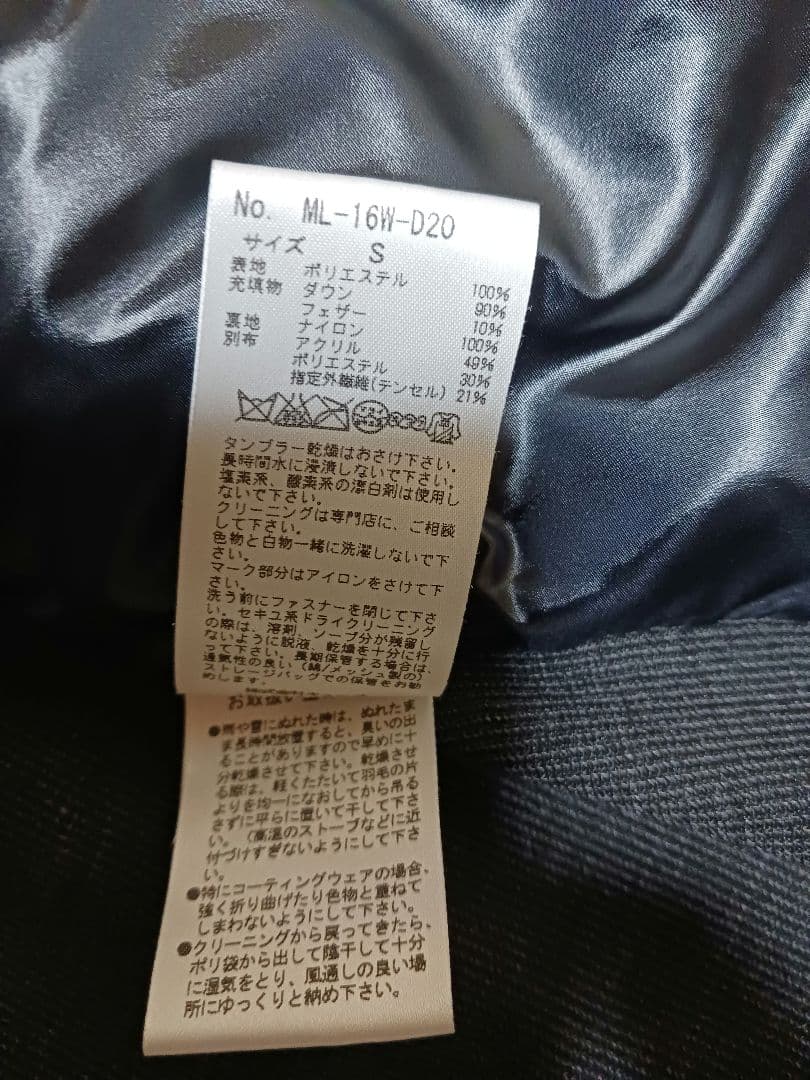 No. ML-16W-D20
サイズ S
表地 ポリエステル 100%
充填物 ダウン 90%
フェザー 10%
裏地 ナイロン 100%
別布 アクリル 49%
ポリエステル 30%
指定外繊維(テンセル) 21%
タンブラー乾燥はおさけ下さい。
長時間水に浸漬しないで下さい。
塩素系、酸素系の漂白剤は使用し
ないで下さい。
クリーニングは専門店に、ご相談
して下さい。
色物と白物一緒に洗濯しないで下
さい。
マーク部分はアイロンをさけて下
さい。
洗う前にファスナーを閉じて下さ
い。セキユ系ドライクリーニング
の際は、溶剤、ソープ分が残留し
ないように説液、乾燥を十分に行
って下さい。長期保管する場合は、
通気性の良い(綿/メッシュ製の)
ストレージバッグでの保管をお勧
めします。
お取扱い
●雨や雪にぬれた時は、ぬれたま
ま長時間放置すると、臭いの出
ることがありますので早めに十
分乾燥させて下さい。乾燥させ
る際は、軽くたたいて羽毛の片
よりを均一になおしてから吊る
さずに平らに置いて干して下さ
い。(高温のストーブなどに近
付づけすぎないようにして下さ
い。
●特にコーティングウェアの場合、
強く折り曲げたり色物と重ねて
しまわないようにして下さい。
●クリーニングから戻ってきたら、
ポリ袋から出して陰干して十分
に湿気をとり、風通しの良い場
所にゆっくりと納め下さい。